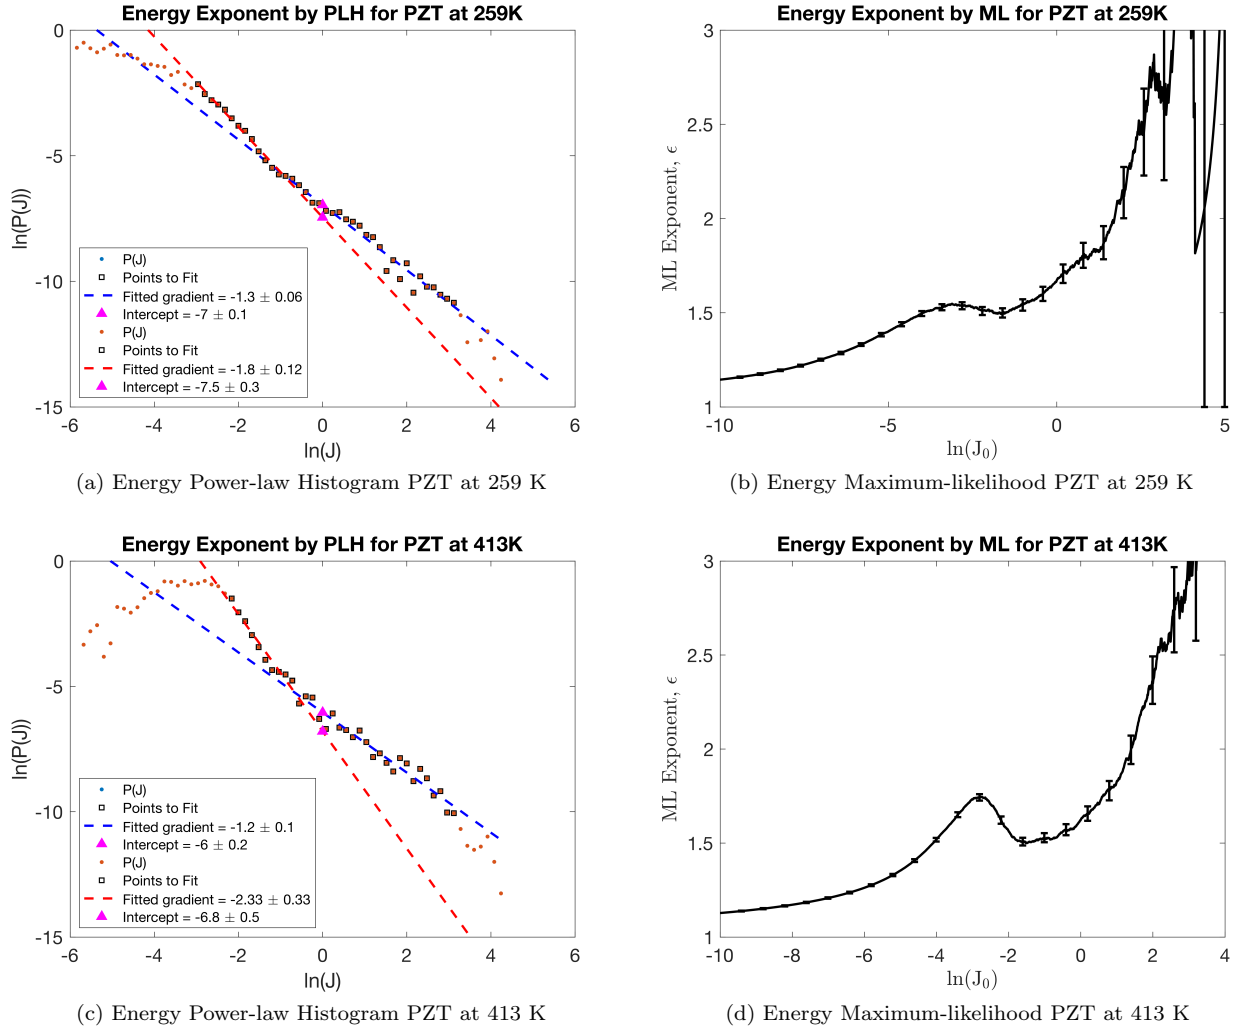 Energy Exponent by PLH for PZT at 259K
0
-5
-10
-15
ln(P(J))
P(J)
Points to Fit
Fitted gradient = -1.3 ± 0.06
Intercept = -7 ± 0.1
P(J)
Points to Fit
Fitted gradient = -1.8 ± 0.12
Intercept = -7.5 ± 0.3
-6 -4 -2 0 2 4 6
ln(J)
(a) Energy Power-law Histogram PZT at 259 K
Energy Exponent by ML for PZT at 259K
3
2.5
2
1.5
1
ML Exponent, ϵ
-10 -5 0 5
ln(J₀)
(b) Energy Maximum-likelihood PZT at 259 K
Energy Exponent by PLH for PZT at 413K
0
-5
-10
-15
ln(P(J))
P(J)
Points to Fit
Fitted gradient = -1.2 ± 0.1
Intercept = -6 ± 0.2
P(J)
Points to Fit
Fitted gradient = -2.33 ± 0.33
Intercept = -6.8 ± 0.5
-6 -4 -2 0 2 4 6
ln(J)
(c) Energy Power-law Histogram PZT at 413 K
Energy Exponent by ML for PZT at 413K
3
2.5
2
1.5
1
ML Exponent, ϵ
-10 -8 -6 -4 -2 0 2 4
ln(J₀)
(d) Energy Maximum-likelihood PZT at 413 K